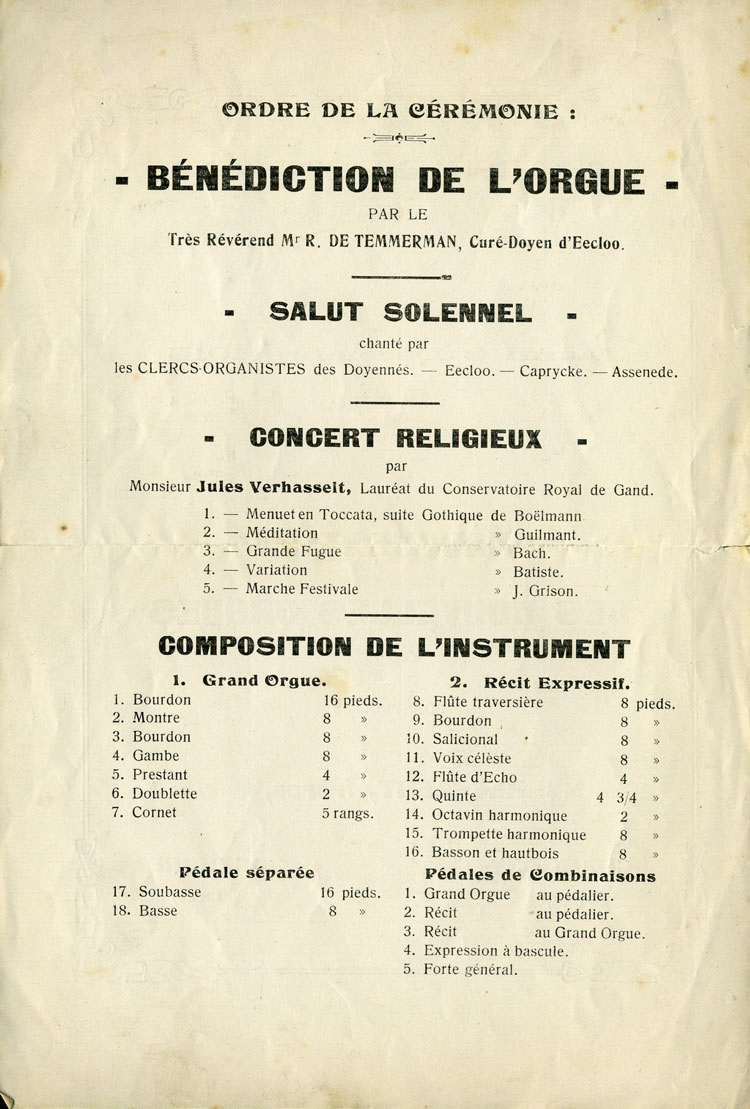 ORDRE DE LA CÉRÉMONIE :
- BÉNÉDICTION DE L'ORGUE -
PAR LE
Très Révérend Mr R. DE TEMMERMAN, Curé-Doyen d'Eecloo.
- SALUT SOLENNEL -
chanté par
les CLERCS-ORGANISTES des Doyennés. — Eecloo. — Caprycke. — Assenede.
- CONCERT RELIGIEUX -
par
Monsieur Jules Verhasselt, Lauréat du Conservatoire Royal de Gand.
1. — Menuet en Toccata, suite Gothique de Boëlmann
2. — Méditation » Guilmant.
3. — Grande Fugue » Bach.
4. — Variation » Batiste.
5. — Marche Festivale » J. Grison.
COMPOSITION DE L'INSTRUMENT
1. Grand Orgue.
1. Bourdon 16 pieds.
2. Montre 8 »
3. Bourdon 8 »
4. Gambe 8 »
5. Prestant 4 »
6. Doublette 2 »
7. Cornet 5 rangs.
2. Récit Expressif.
8. Flûte traversière 8 pieds.
9. Bourdon 8 »
10. Salicional 8 »
11. Voix céleste 8 »
12. Flûte d'Echo 4 »
13. Quinte 4 3/4 »
14. Octavin harmonique 2 »
15. Trompette harmonique 8 »
16. Basson et hautbois 8 »
Pédale séparée
17. Soubasse 16 pieds.
18. Basse 8 »
Pédales de Combinaisons
1. Grand Orgue au pédalier.
2. Récit au pédalier.
3. Récit au Grand Orgue.
4. Expression à bascule.
5. Forte général.